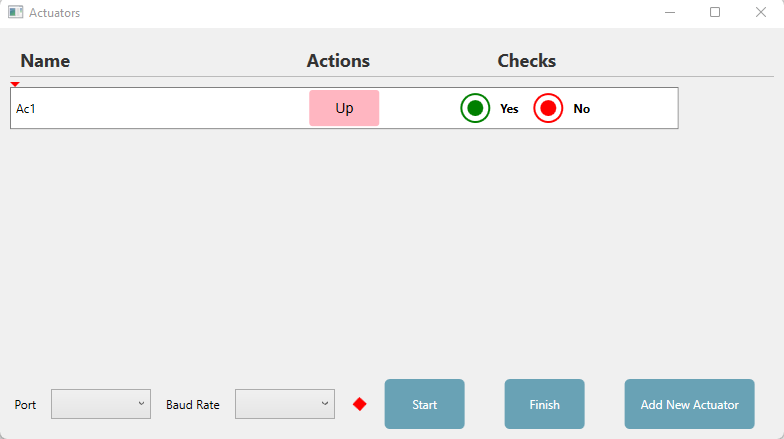 Actuators
Name Actions Checks
Ac1 Up Yes No
Port Baud Rate Start Finish Add New Actuator